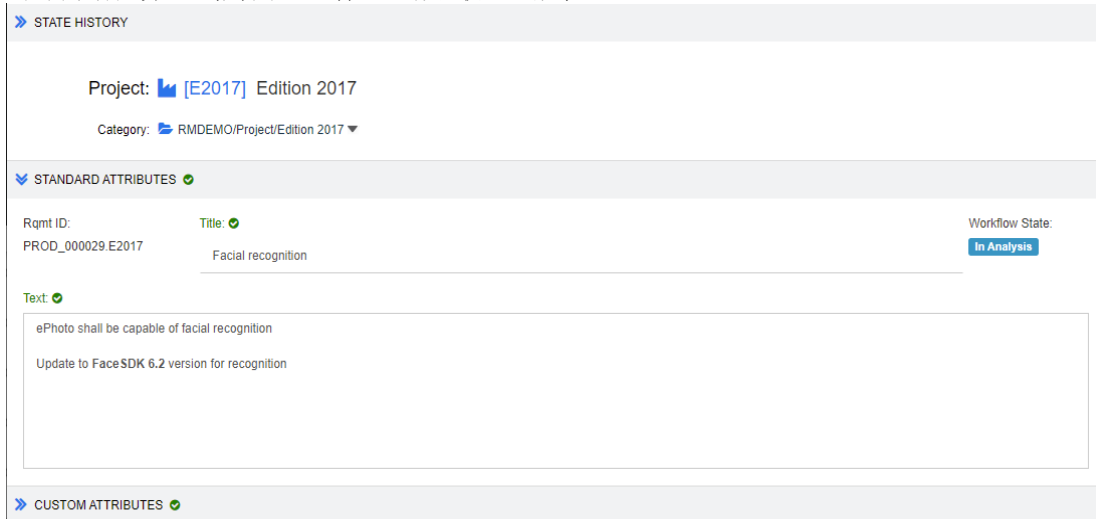 STATE HISTORY
Project: [E2017] Edition 2017
Category: RMDEMO/Project/Edition 2017
STANDARD ATTRIBUTES
Rqmt ID: Title: Workflow State:
PROD_000029.E2017 Facial recognition In Analysis
Text:
ePhoto shall be capable of facial recognition
Update to FaceSDK 6.2 version for recognition
CUSTOM ATTRIBUTES